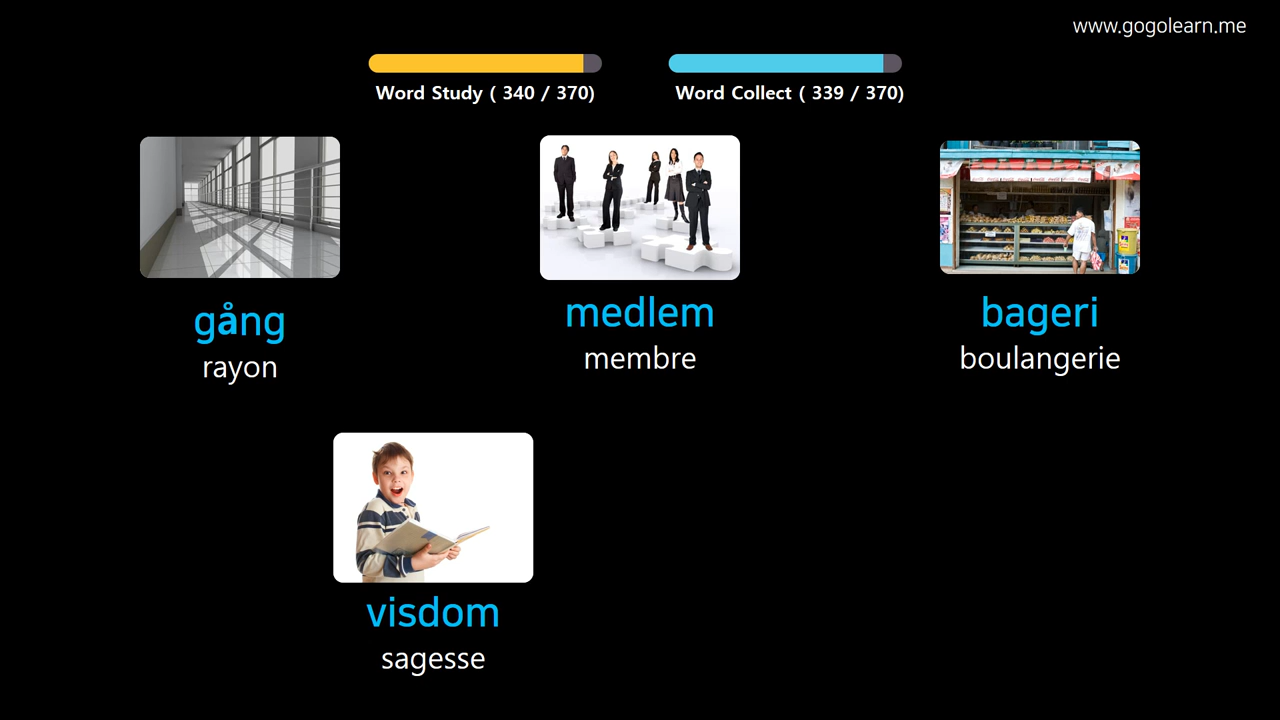 www.gogolearn.me
Word Study ( 340 / 370)
Word Collect ( 339 / 370)
gång
rayon
medlem
membre
bageri
boulangerie
visdom
sagesse